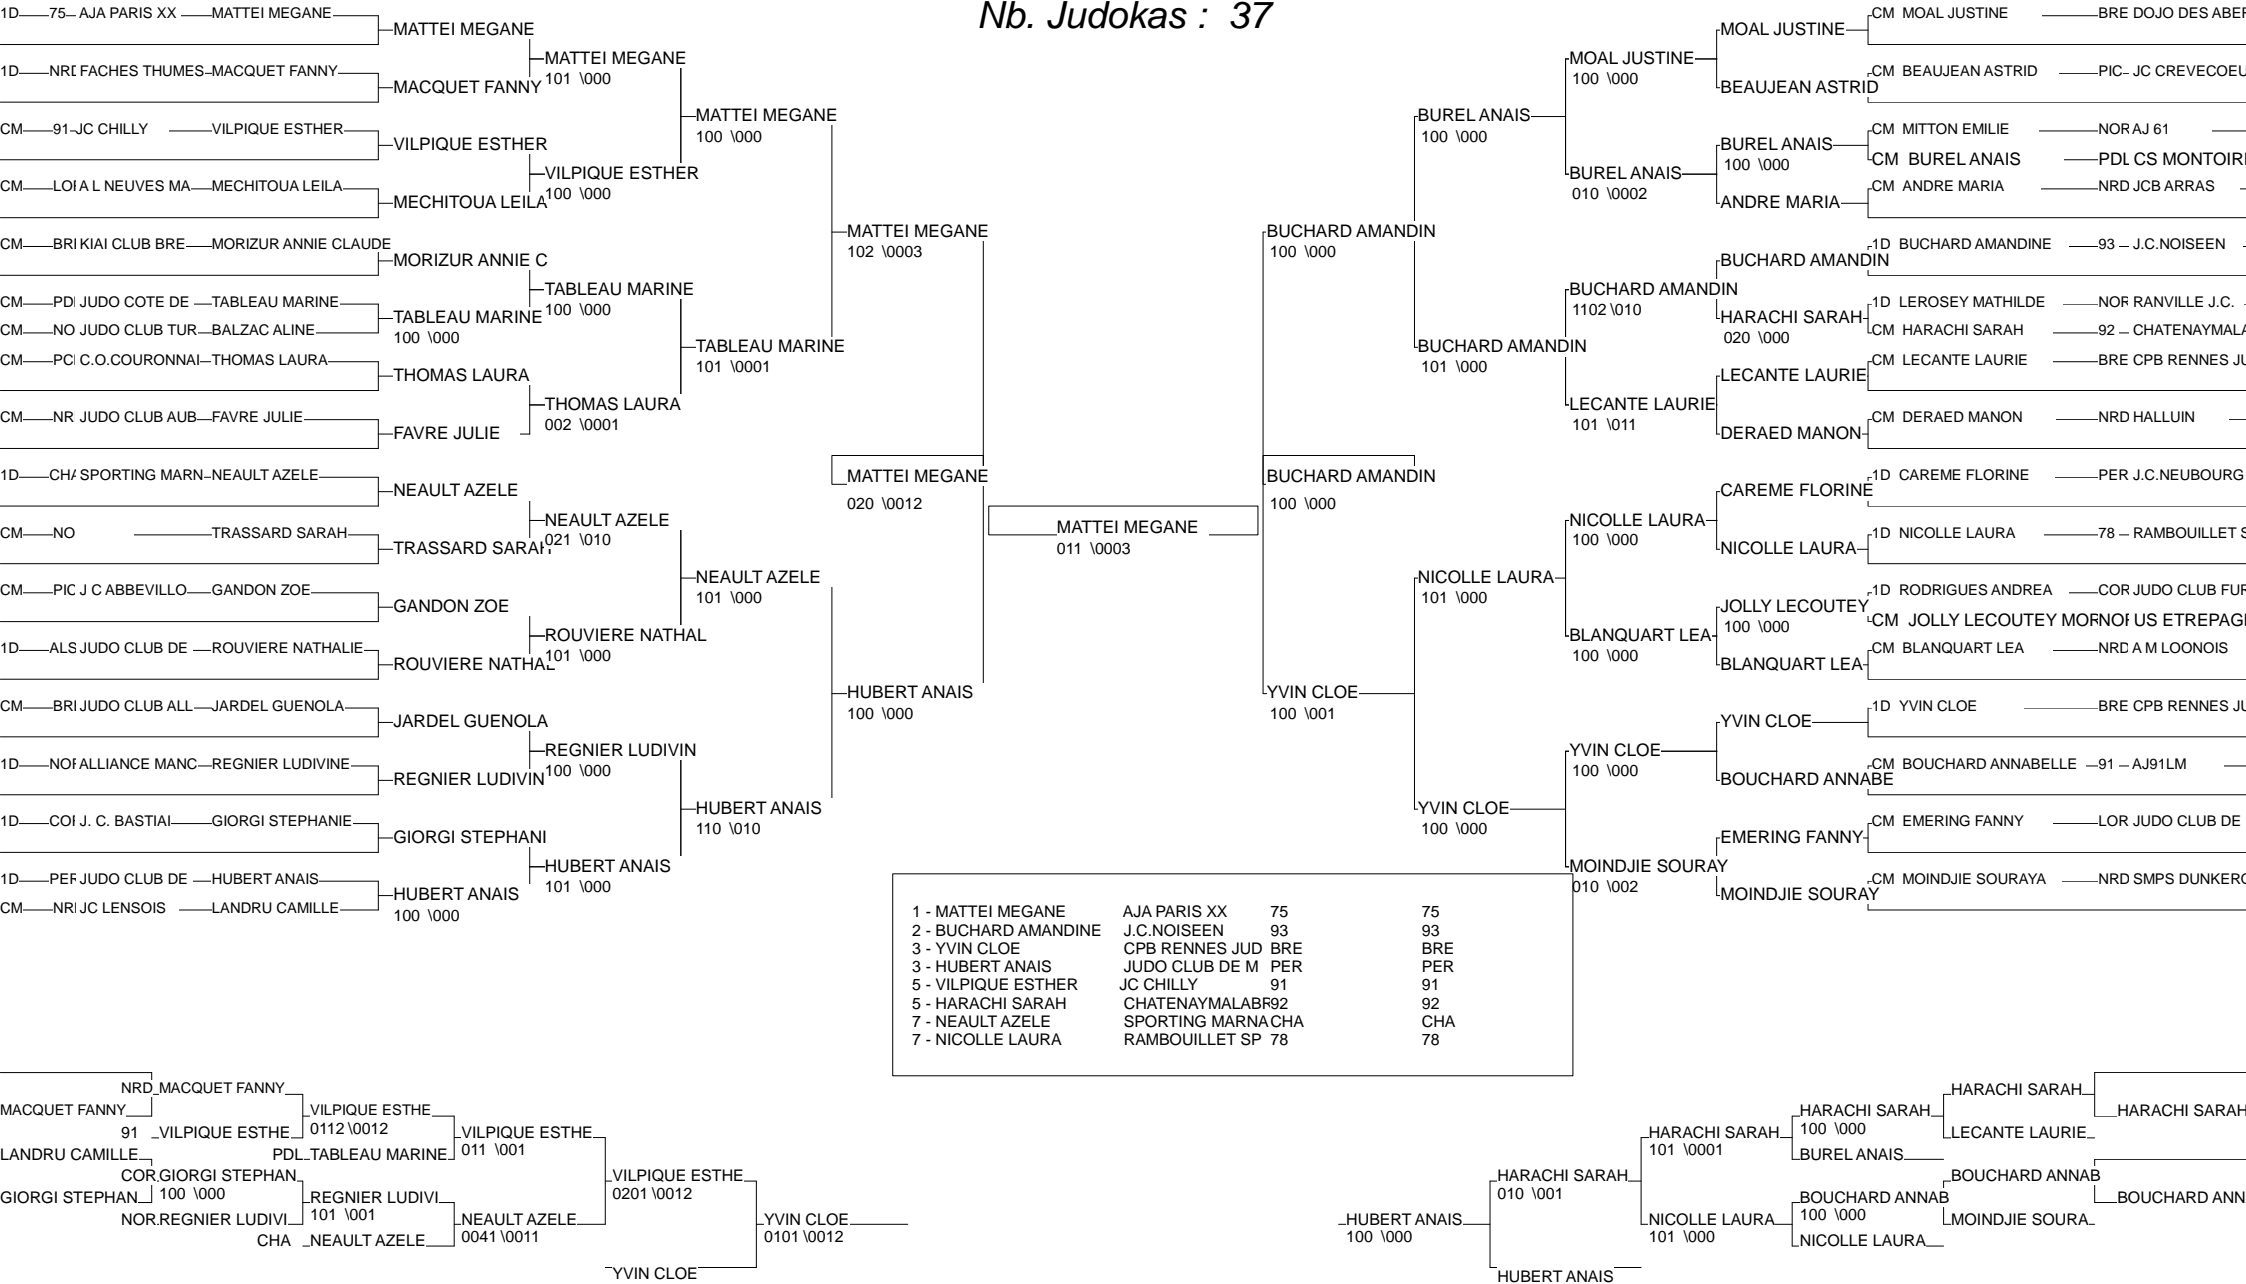 Nb. Judokas : 37
1D 75 AJA PARIS XX MATTEI MEGANE
MATTEI MEGANE
MATTEI MEGANE
101 \000
1D NRD FACHES THUMES MACQUET FANNY
MACQUET FANNY
MATTEI MEGANE
100 \000
CM 91 JC CHILLY VILPIQUE ESTHER
VILPIQUE ESTHER
VILPIQUE ESTHER
100 \000
CM LOR A L NEUVES MA MECHITOUA LEILA
MECHITOUA LEILA
MATTEI MEGANE
102 \0003
CM BRE KIAI CLUB BRE MORIZUR ANNIE CLAUDE
MORIZUR ANNIE C
TABLEAU MARINE
100 \000
CM PDL JUDO COTE DE TABLEAU MARINE
TABLEAU MARINE
100 \000
CM NO JUDO CLUB TUR BALZAC ALINE
TABLEAU MARINE
101 \0001
CM PC C.O.COURONNAI THOMAS LAURA
THOMAS LAURA
THOMAS LAURA
002 \0001
CM NR JUDO CLUB AUB FAVRE JULIE
FAVRE JULIE
MATTEI MEGANE
020 \0012
1D CHA SPORTING MARN NEAULT AZELE
NEAULT AZELE
NEAULT AZELE
021 \010
CM NO TRASSARD SARAH
TRASSARD SARAH
NEAULT AZELE
101 \000
CM PIC J C ABBEVILLO GANDON ZOE
GANDON ZOE
ROUVIERE NATHAL
101 \000
1D ALS JUDO CLUB DE ROUVIERE NATHALIE
ROUVIERE NATHAL
HUBERT ANAIS
100 \000
CM BRE JUDO CLUB ALL JARDEL GUENOLA
JARDEL GUENOLA
REGNIER LUDIVIN
100 \000
1D NOR ALLIANCE MANC REGNIER LUDIVINE
REGNIER LUDIVIN
HUBERT ANAIS
110 \010
1D COR J. C. BASTIAI GIORGI STEPHANIE
GIORGI STEPHANI
HUBERT ANAIS
101 \000
1D PER JUDO CLUB DE HUBERT ANAIS
HUBERT ANAIS
100 \000
CM NRD JC LENSOIS LANDRU CAMILLE
MATTEI MEGANE
011 \0003
CM MOAL JUSTINE BRE DOJO DES ABER
MOAL JUSTINE
MOAL JUSTINE
100 \000
CM BEAUJEAN ASTRID PIC JC CREVECOEU
BEAUJEAN ASTRID
BUREL ANAIS
100 \000
CM MITTON EMILIE NOR AJ 61
BUREL ANAIS
100 \000
CM BUREL ANAIS PDL CS MONTOIRE
BUREL ANAIS
010 \0002
CM ANDRE MARIA NRD JCB ARRAS
ANDRE MARIA
BUCHARD AMANDIN
100 \000
1D BUCHARD AMANDINE 93 J.C.NOISEEN
BUCHARD AMANDIN
BUCHARD AMANDIN
1102 \010
1D LEROSEY MATHILDE NOR RANVILLE J.C.
HARACHI SARAH
020 \000
CM HARACHI SARAH 92 CHATENAYMALA
BUCHARD AMANDIN
101 \000
CM LECANTE LAURIE BRE CPB RENNES JU
LECANTE LAURIE
LECANTE LAURIE
101 \011
CM DERAED MANON NRD HALLUIN
DERAED MANON
BUCHARD AMANDIN
100 \000
1D CAREME FLORINE PER J.C.NEUBOURG
CAREME FLORINE
NICOLLE LAURA
100 \000
1D NICOLLE LAURA 78 RAMBOUILLET S
NICOLLE LAURA
NICOLLE LAURA
101 \000
1D RODRIGUES ANDREA COR JUDO CLUB FUR
JOLLY LECOUTEY
100 \000
CM JOLLY LECOUTEY MOR NOR US ETREPAG
BLANQUART LEA
100 \000
CM BLANQUART LEA NRD A M LOONOIS
BLANQUART LEA
YVIN CLOE
100 \001
1D YVIN CLOE BRE CPB RENNES JU
YVIN CLOE
YVIN CLOE
100 \000
CM BOUCHARD ANNABELLE 91 AJ91LM
BOUCHARD ANNABE
YVIN CLOE
100 \000
CM EMERING FANNY LOR JUDO CLUB DE
EMERING FANNY
MOINDJIE SOURAY
010 \002
CM MOINDJIE SOURAYA NRD SMPS DUNKERQ
MOINDJIE SOURAY
1 - MATTEI MEGANE AJA PARIS XX 75 75
2 - BUCHARD AMANDINE J.C.NOISEEN 93 93
3 - YVIN CLOE CPB RENNES JUD BRE BRE
3 - HUBERT ANAIS JUDO CLUB DE M PER PER
5 - VILPIQUE ESTHER JC CHILLY 91 91
5 - HARACHI SARAH CHATENAYMALABR 92 92
7 - NEAULT AZELE SPORTING MARNA CHA CHA
7 - NICOLLE LAURA RAMBOUILLET SP 78 78
NRD MACQUET FANNY
MACQUET FANNY
VILPIQUE ESTHE
0112 \0012
91 VILPIQUE ESTHE
VILPIQUE ESTHE
011 \001
LANDRU CAMILLE
PDL TABLEAU MARINE
COR GIORGI STEPHAN
100 \000
VILPIQUE ESTHE
0201 \0012
GIORGI STEPHAN
REGNIER LUDIVI
101 \001
NOR REGNIER LUDIVI
NEAULT AZELE
0041 \0011
YVIN CLOE
0101 \0012
CHA NEAULT AZELE
YVIN CLOE
HARACHI SARAH
HARACHI SARAH
100 \000
HARACHI SARAH
HARACHI SARAH
101 \0001
LECANTE LAURIE
BUREL ANAIS
HARACHI SARAH
010 \001
BOUCHARD ANNAB
BOUCHARD ANNAB
100 \000
BOUCHARD ANN
HUBERT ANAIS
100 \000
NICOLLE LAURA
101 \000
MOINDJIE SOURA
NICOLLE LAURA
HUBERT ANAIS